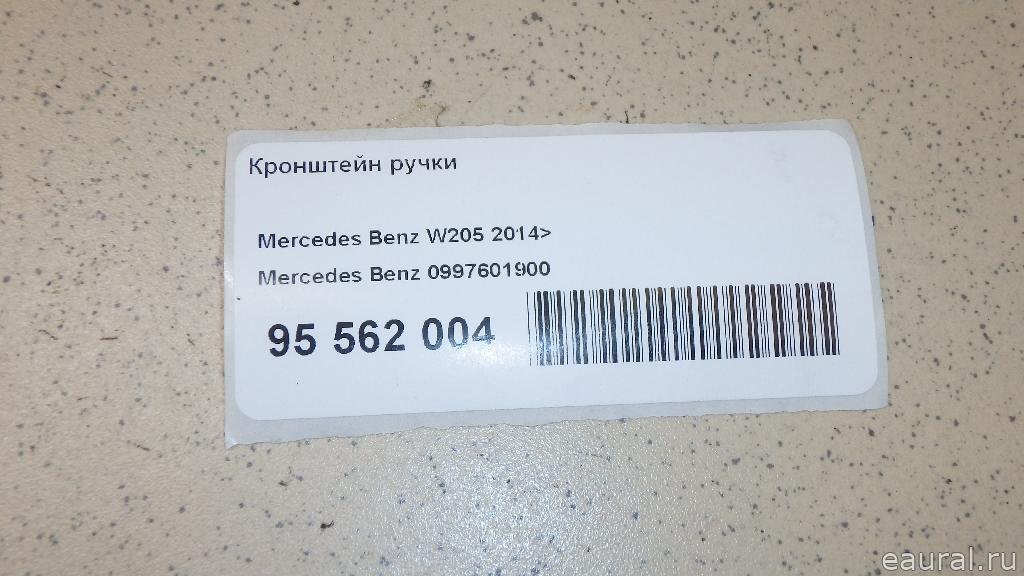 Кронштейн ручки
Mercedes Benz W205 2014>
Mercedes Benz 0997601900
95 562 004
eaural.ru